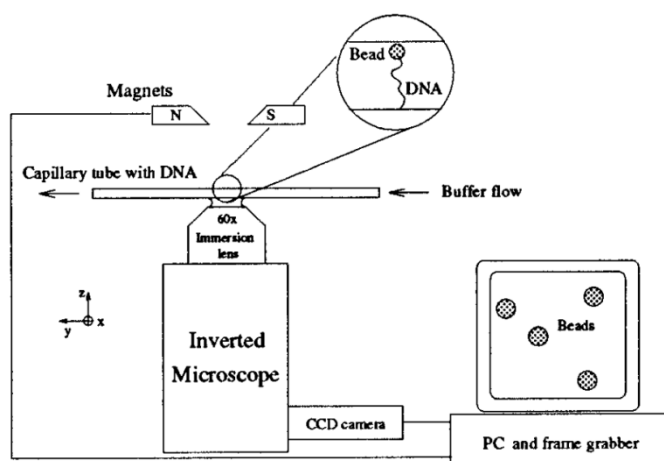 Bead
DNA
Magnets
N
S
Capillary tube with DNA
Buffer flow
60x
Immersion
lens
z
y
x
Inverted
Microscope
Beads
CCD camera
PC and frame grabber